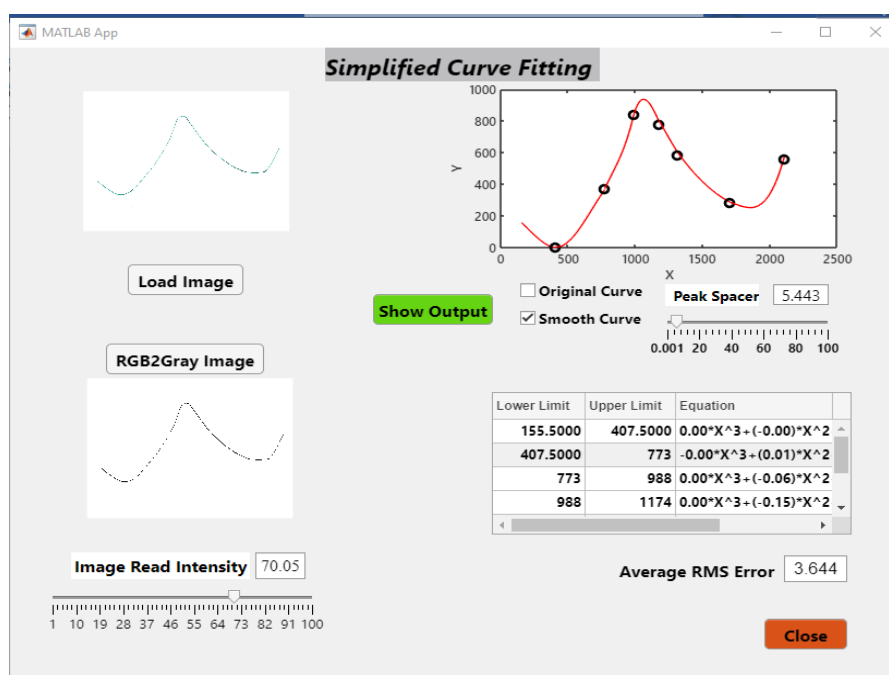 MATLAB App
Simplified Curve Fitting
1000
800
600
400
200
0
Y
0 500 1000 1500 2000 2500
X
Load Image
Show Output
Original Curve
Smooth Curve
Peak Spacer 5.443
0.001 20 40 60 80 100
RGB2Gray Image
Lower Limit Upper Limit Equation
155.5000 407.5000 0.00*X^3+(-0.00)*X^2
407.5000 773 -0.00*X^3+(0.01)*X^2
773 988 0.00*X^3+(-0.06)*X^2
988 1174 0.00*X^3+(-0.15)*X^2
Image Read Intensity 70.05
1 10 19 28 37 46 55 64 73 82 91 100
Average RMS Error 3.644
Close